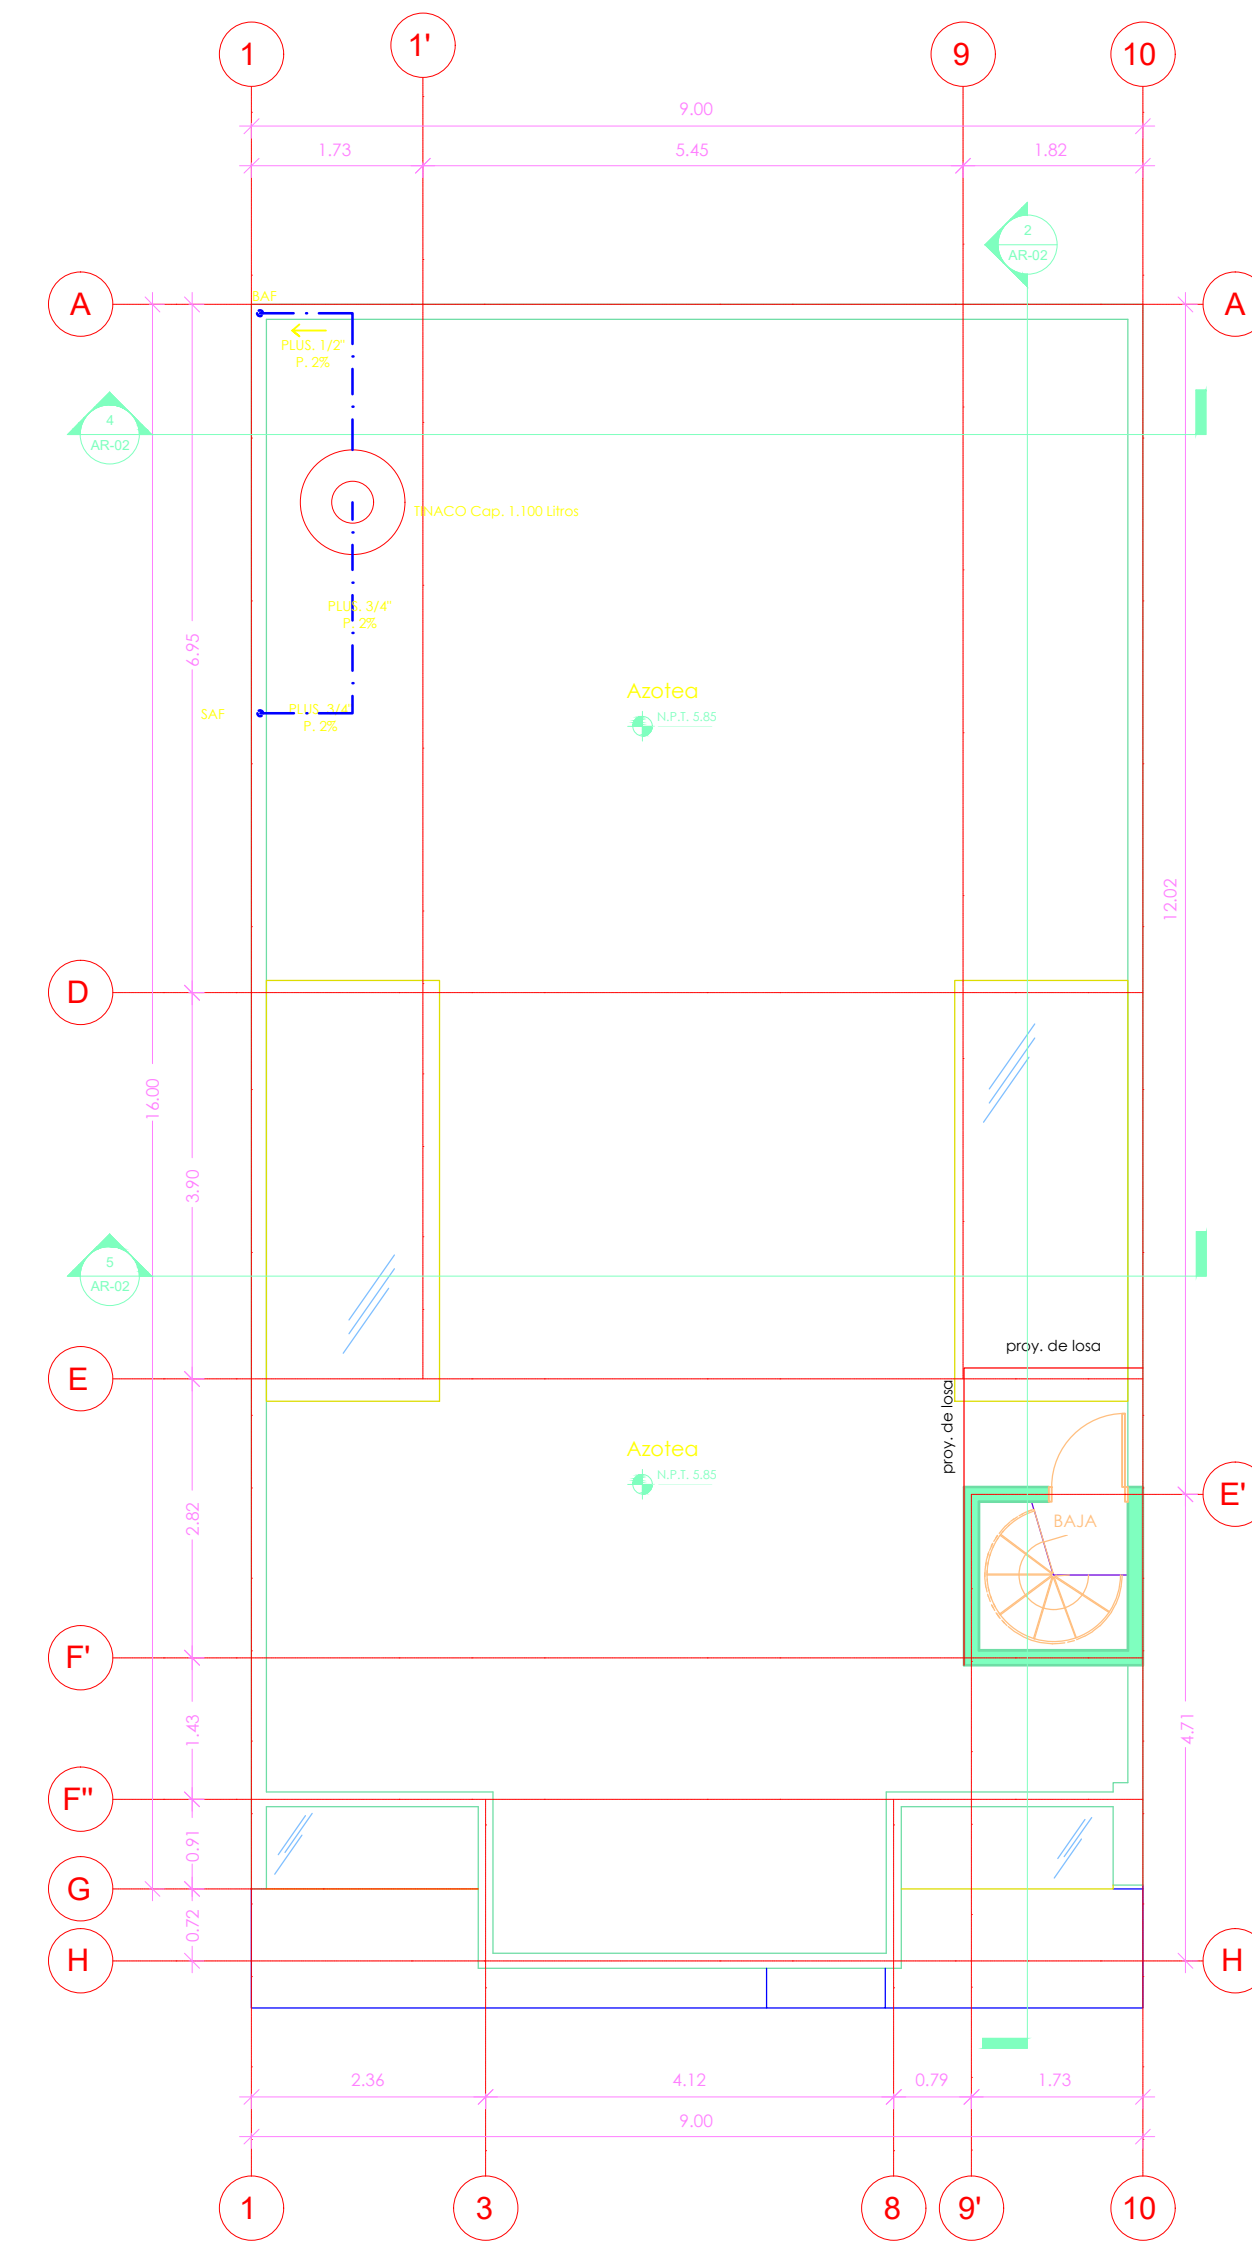 1
1'
9
10
9.00
1.73
5.45
1.82
2
AR-02
A
A
BAF
PLUS. 1/2"
P. 2%
4
AR-02
TINACO Cap. 1.100 Litros
PLUS. 3/4"
P. 2%
6.95
Azotea
N.P.T. 5.85
SAF
PLUS. 3/4"
P. 2%
12.02
D
16.00
3.90
5
AR-02
proy. de losa
E
proy. de losa
Azotea
N.P.T. 5.85
E'
2.82
BAJA
F'
1.43
4.71
F"
0.91
G
0.72
H
H
2.36
4.12
0.79
1.73
9.00
1
3
8
9'
10